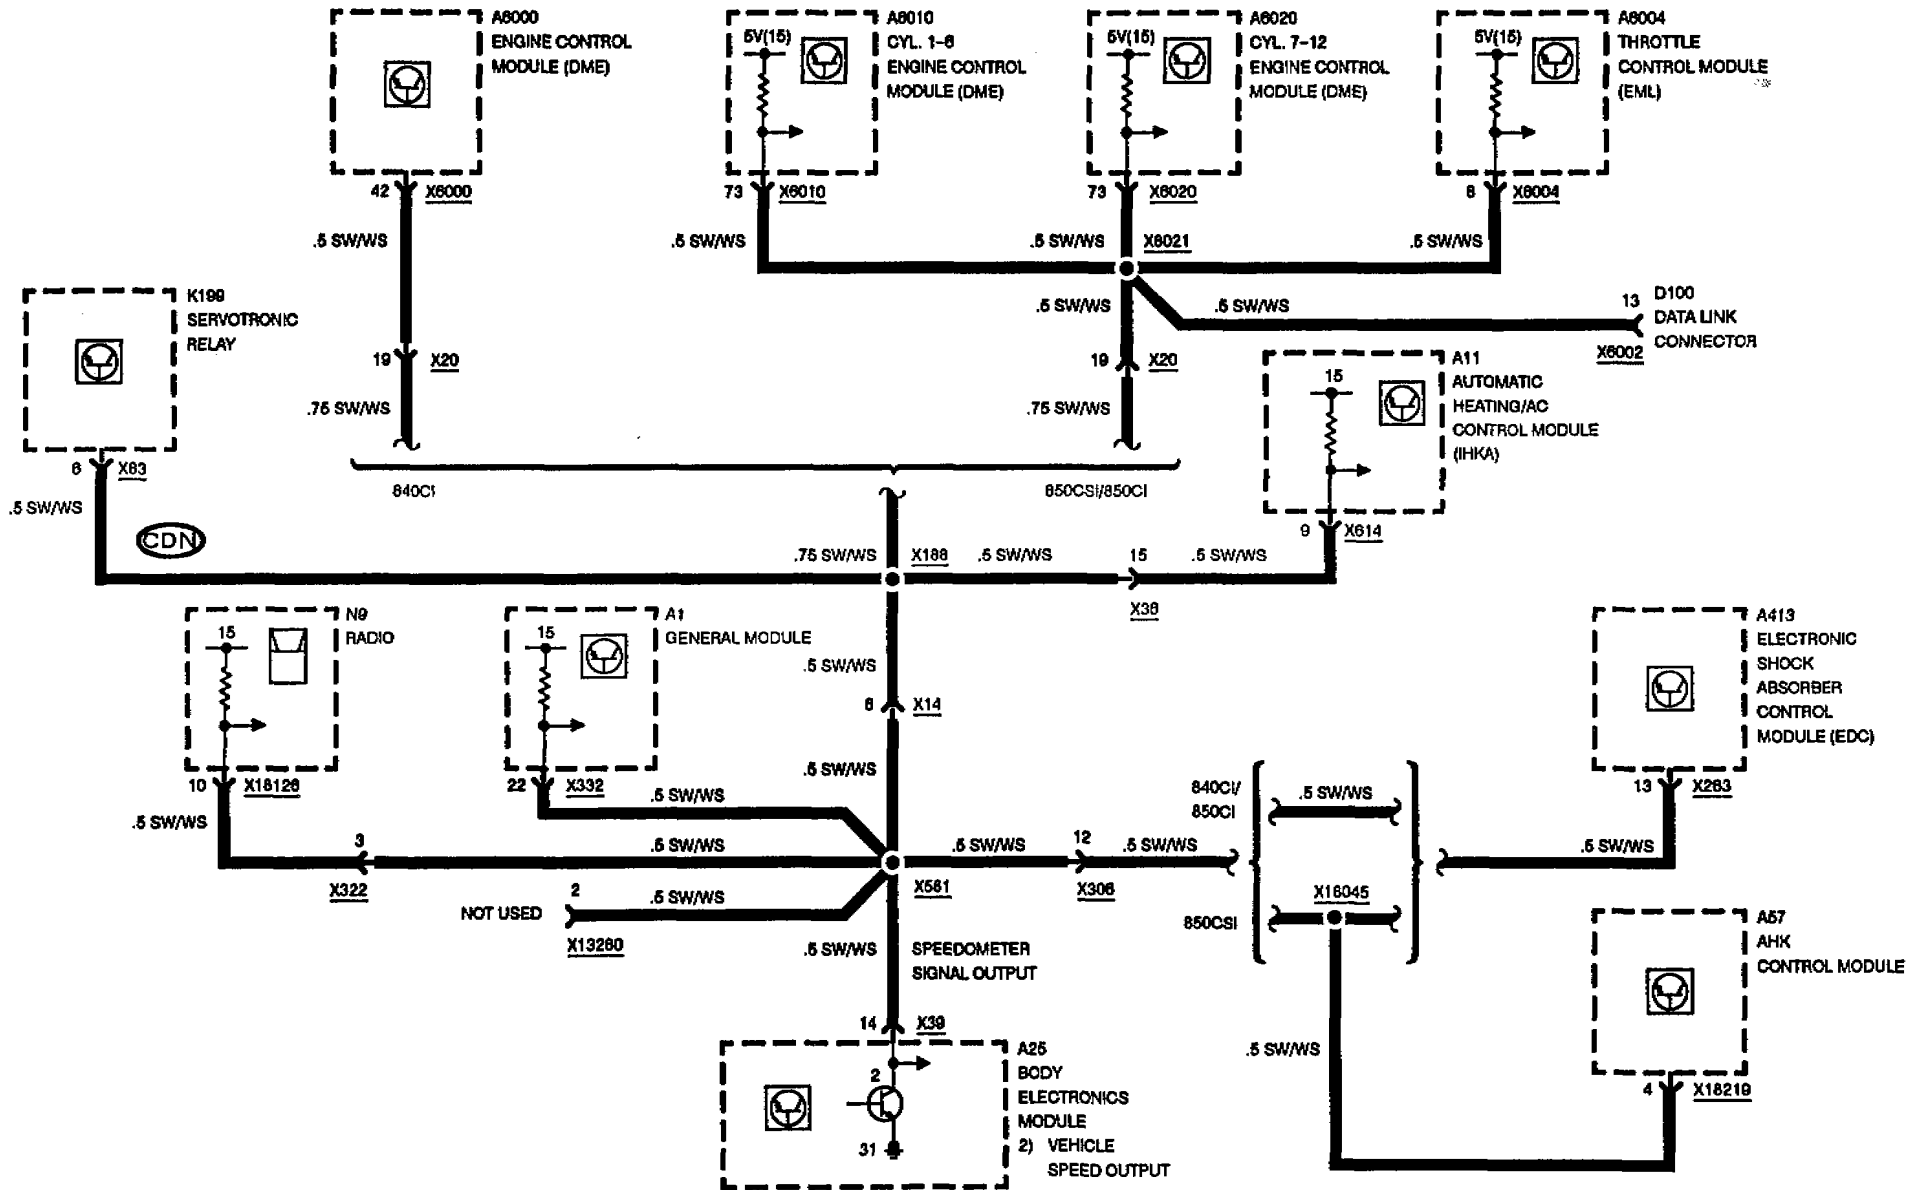 A6000
ENGINE CONTROL
MODULE (DME)
A6010
CYL. 1-6
ENGINE CONTROL
MODULE (DME)
A6020
CYL. 7-12
ENGINE CONTROL
MODULE (DME)
A6004
THROTTLE
CONTROL MODULE
(EML)
5V(15)
5V(15)
5V(15)
42 X6000
73 X6010
73 X6020
6 X6004
.5 SW/WS
.5 SW/WS
.5 SW/WS
X6021
.5 SW/WS
K199
SERVOTRONIC
RELAY
.5 SW/WS
.5 SW/WS
13
D100
DATA LINK
CONNECTOR
X6002
19 X20
19 X20
A11
AUTOMATIC
HEATING/AC
CONTROL MODULE
(IHKA)
15
.75 SW/WS
.75 SW/WS
6 X83
.5 SW/WS
840CI
850CSI/850CI
CDN
9 X614
.75 SW/WS
X188
.5 SW/WS
15
.5 SW/WS
X38
N9
RADIO
15
A1
GENERAL MODULE
15
.5 SW/WS
A413
ELECTRONIC
SHOCK
ABSORBER
CONTROL
MODULE (EDC)
6 X14
10 X18126
22 X332
.5 SW/WS
13 X263
.5 SW/WS
.5 SW/WS
840CI/
850CI
.5 SW/WS
3
.5 SW/WS
.5 SW/WS
12
.5 SW/WS
.5 SW/WS
X322
X561
X306
2
.5 SW/WS
NOT USED
X13260
X16045
850CSI
.5 SW/WS
SPEEDOMETER
SIGNAL OUTPUT
A57
AHK
CONTROL MODULE
14 X39
.5 SW/WS
A25
BODY
ELECTRONICS
MODULE
2) VEHICLE
SPEED OUTPUT
2
31
4 X18219